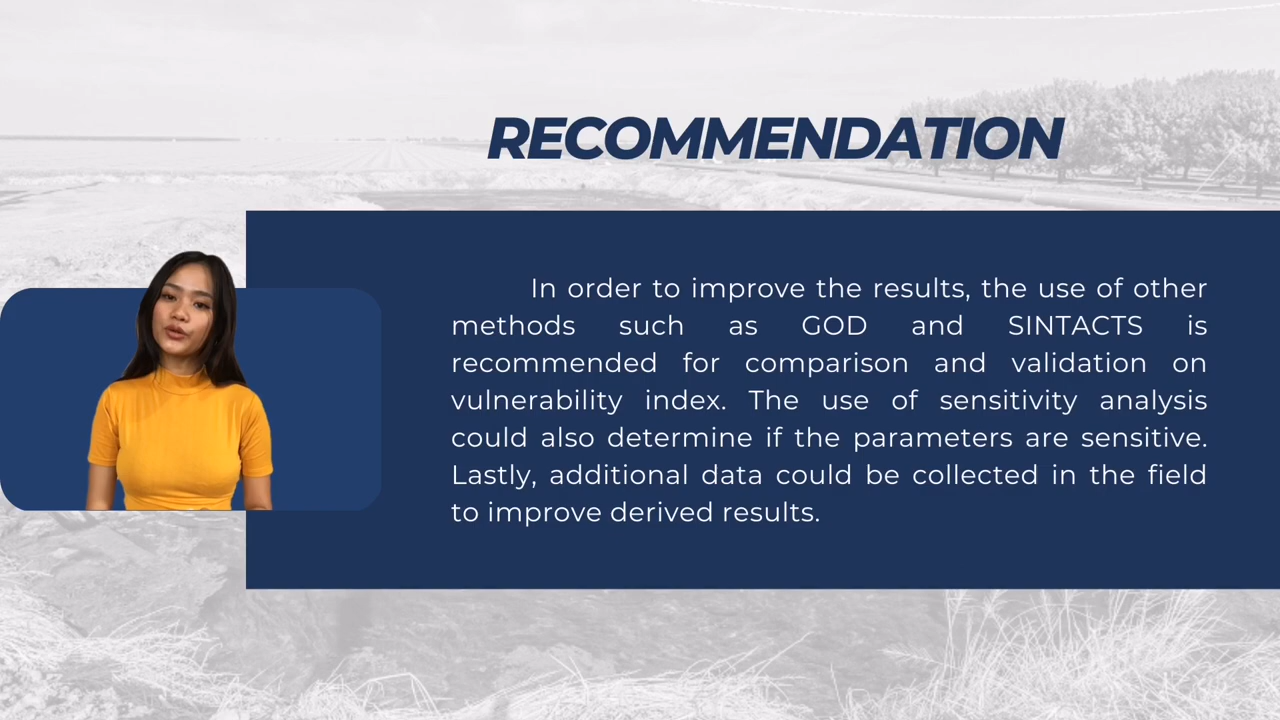 RECOMMENDATION
In order to improve the results, the use of other
methods such as GOD and SINTACTS is
recommended for comparison and validation on
vulnerability index. The use of sensitivity analysis
could also determine if the parameters are sensitive.
Lastly, additional data could be collected in the field
to improve derived results.